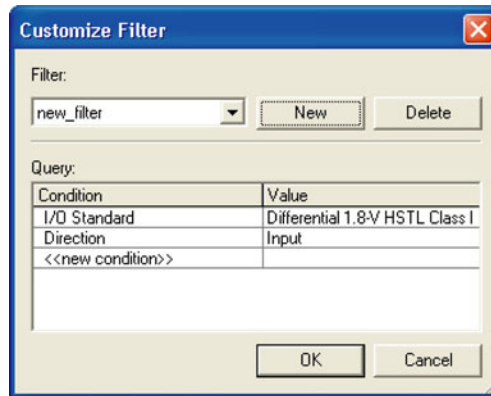 Customize Filter
Filter:
new_filter New Delete
Query:
Condition Value
I/O Standard Differential 1.8-V HSTL Class I
Direction Input
<<new condition>>
OK Cancel